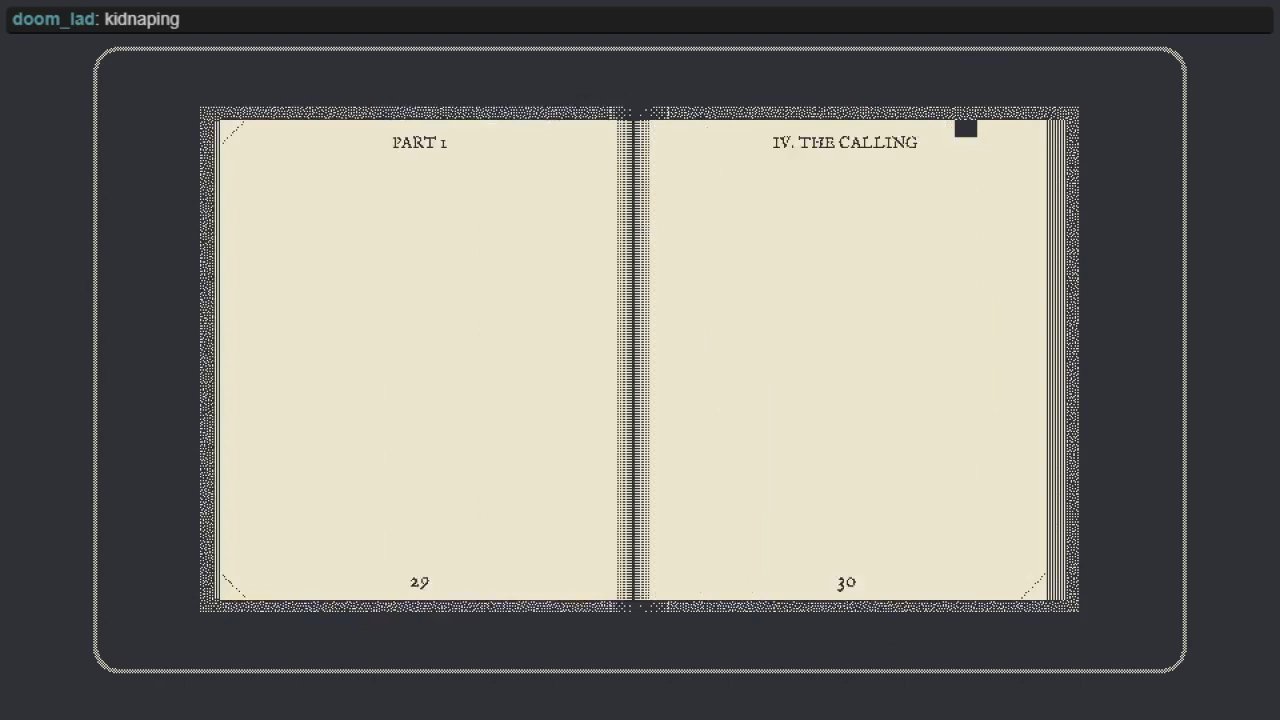 doom_lad: kidnaping
PART 1
IV. THE CALLING
29
30